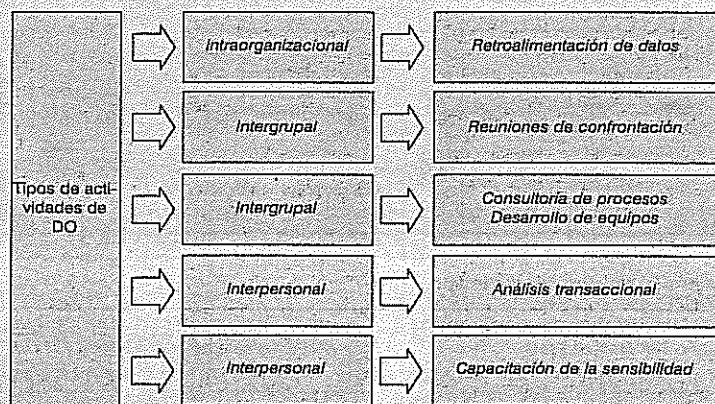 Tipos de acti-
vidades de
DO
Intraorganizacional
Retroalimentación de datos
Intergrupal
Reuniones de confrontación
Intergrupal
Consultoría de procesos
Desarrollo de equipos
Interpersonal
Análisis transaccional
Interpersonal
Capacitación de la sensibilidad